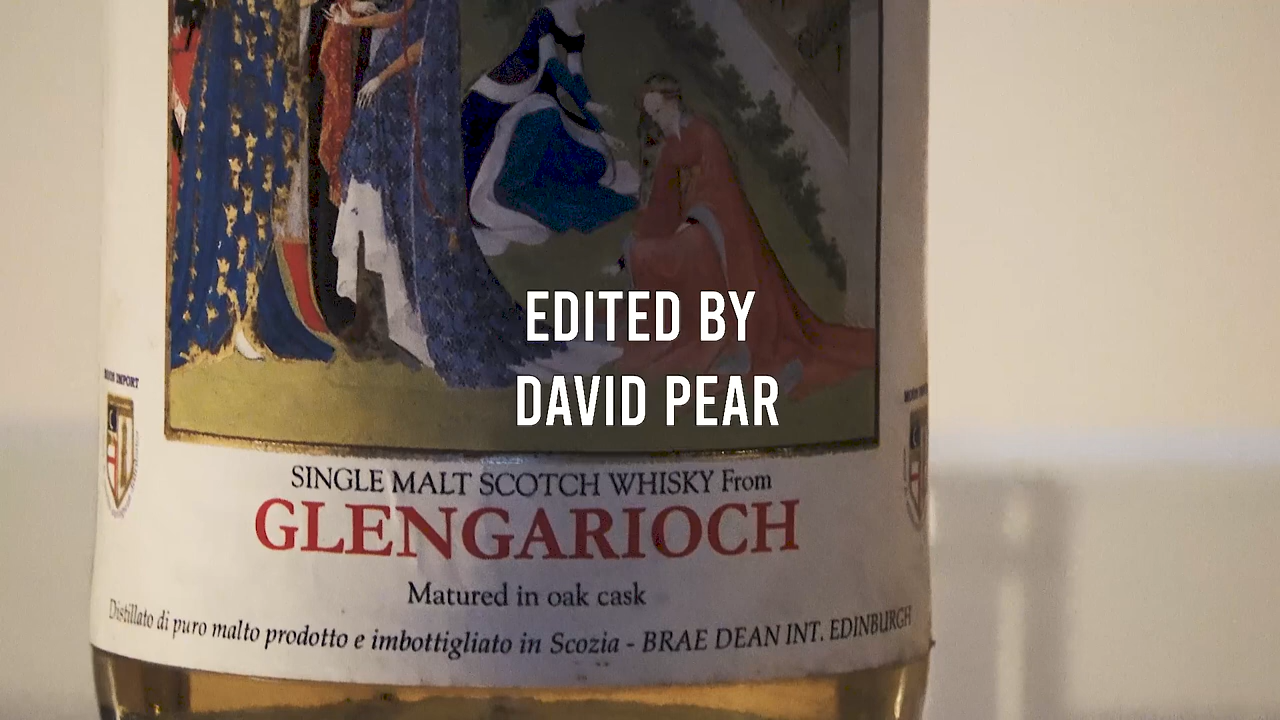 EDITED BY
DAVID PEAR
SINGLE MALT SCOTCH WHISKY From
GLENGARIOCH
Matured in oak cask
Distillato di puro malto prodotto e imbottigliato in Scozia - BRAE DEAN INT. EDINBURGH